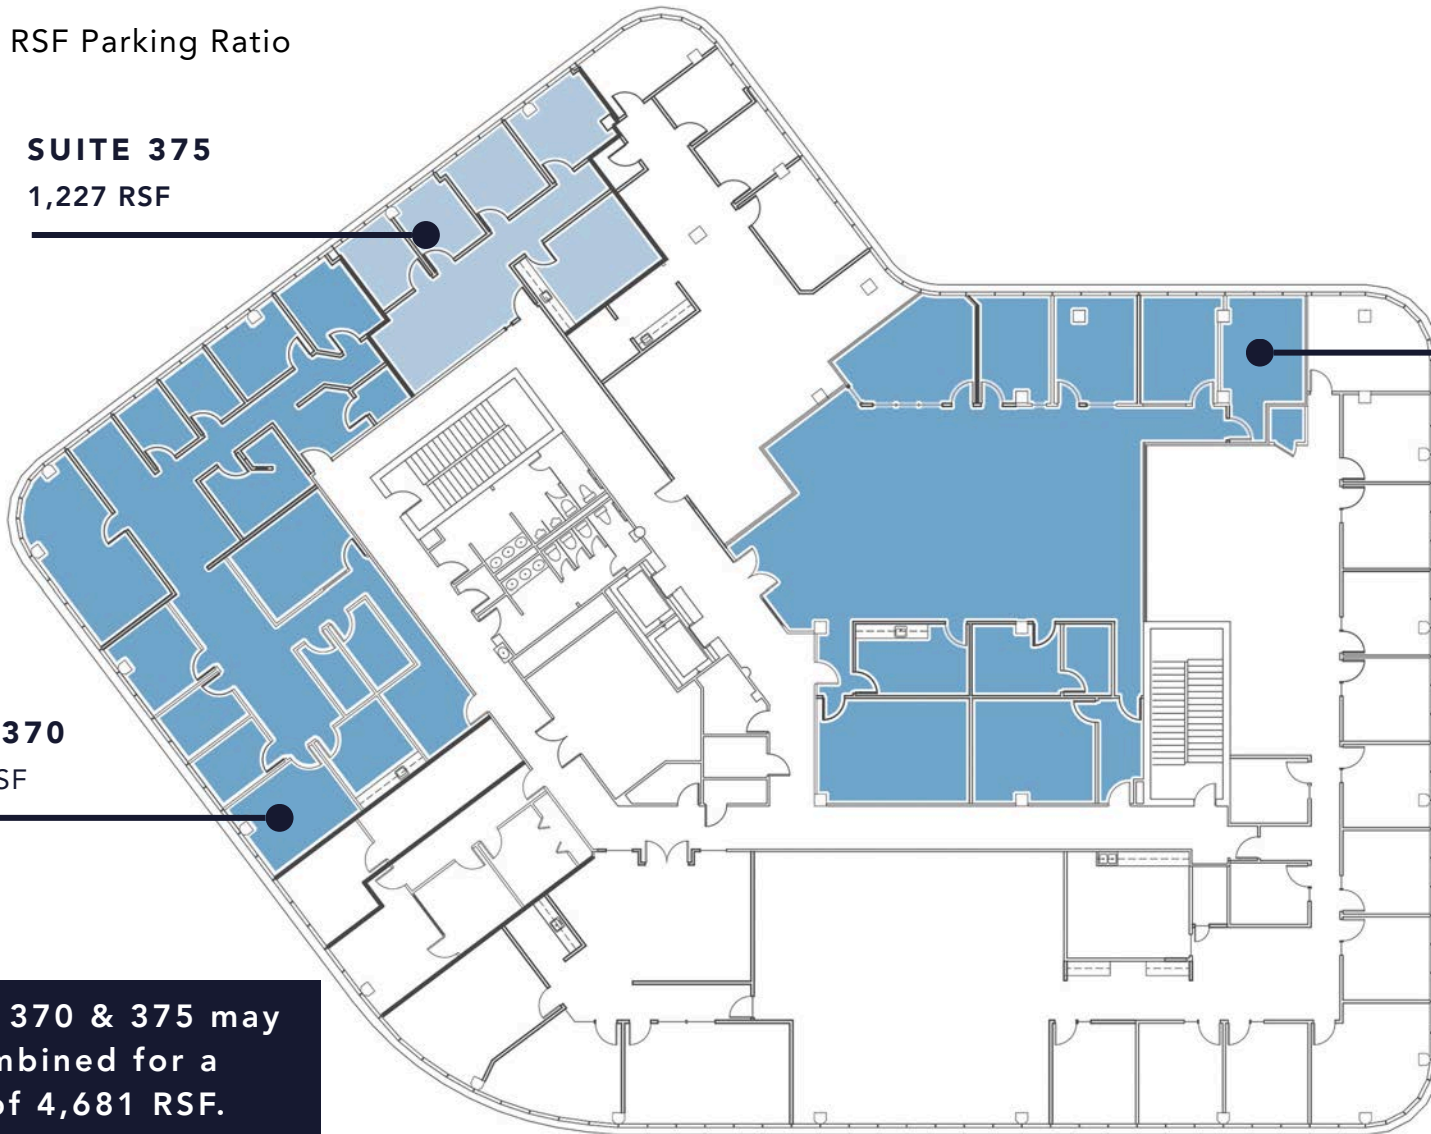 RSF Parking Ratio
SUITE 375
1,227 RSF
370
SF
370 & 375 may
mbined for a
of 4,681 RSF.